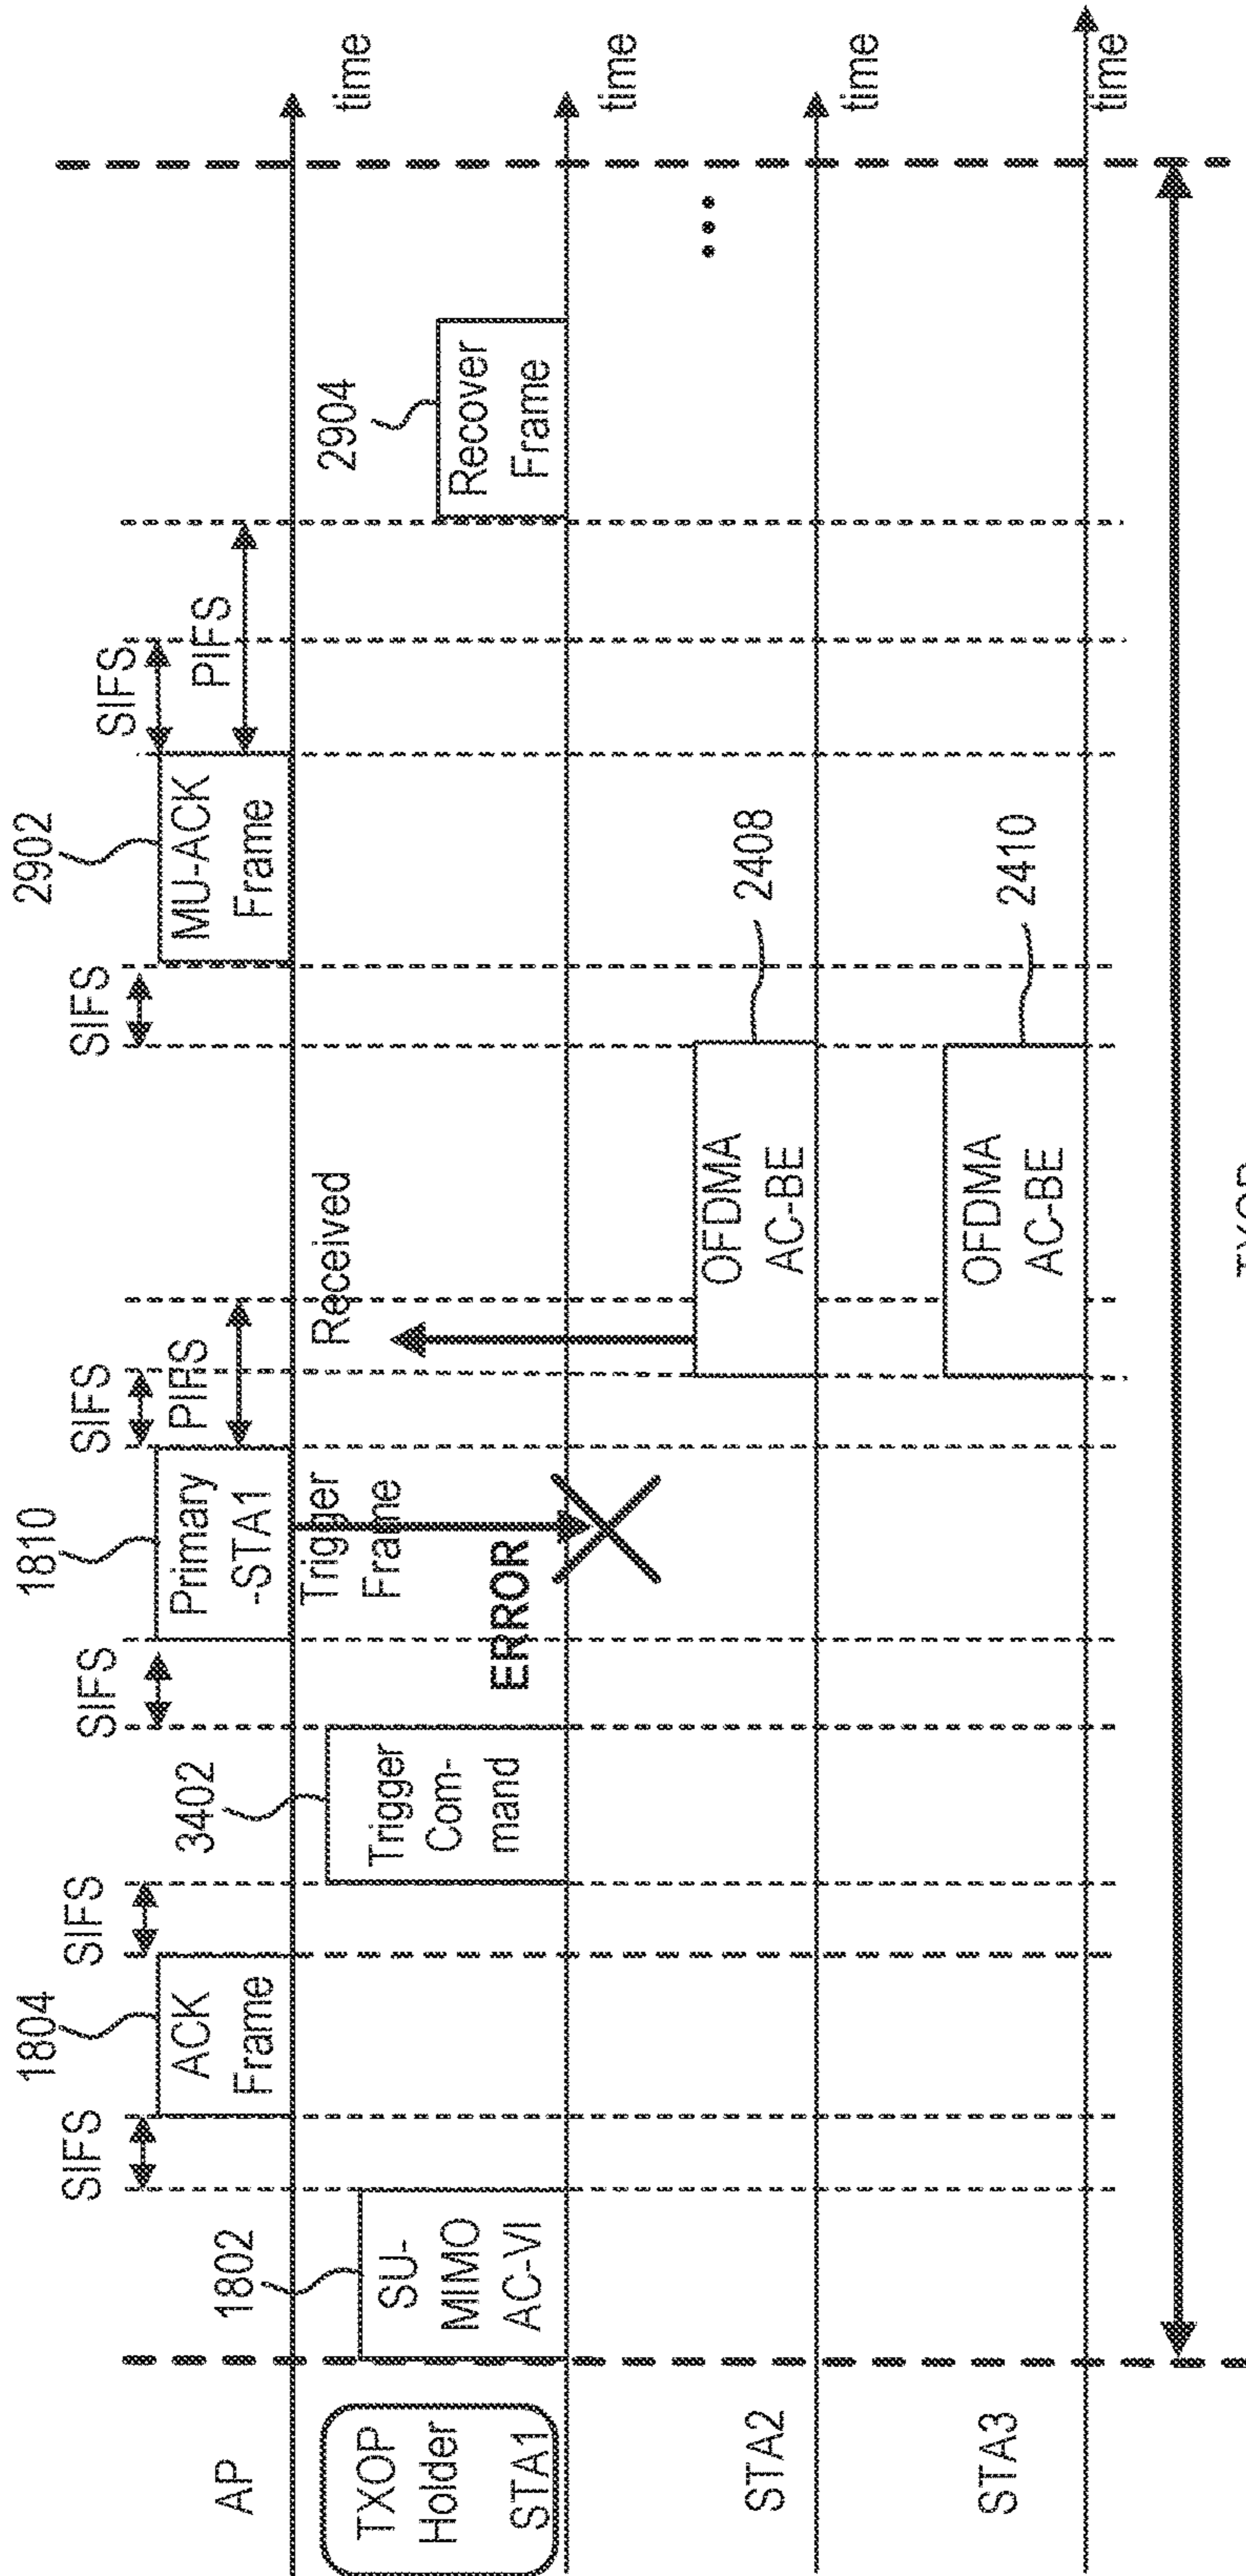 1804
1810
2902
SIFS
SIFS
SIFS
SIFS
SIFS
SIFS
PIFS
PIFS
AP
ACK
Frame
Primary
-STA1
MU-ACK
Frame
time
1802
3402
2904
TXOP
Holder
STA1
SU-
MIMO
AC-VI
Trigger
Com-
mand
Trigger
Frame
ERROR
Received
Recover
Frame
time
STA2
OFDMA
AC-BE
2408
...
time
STA3
OFDMA
AC-BE
2410
time